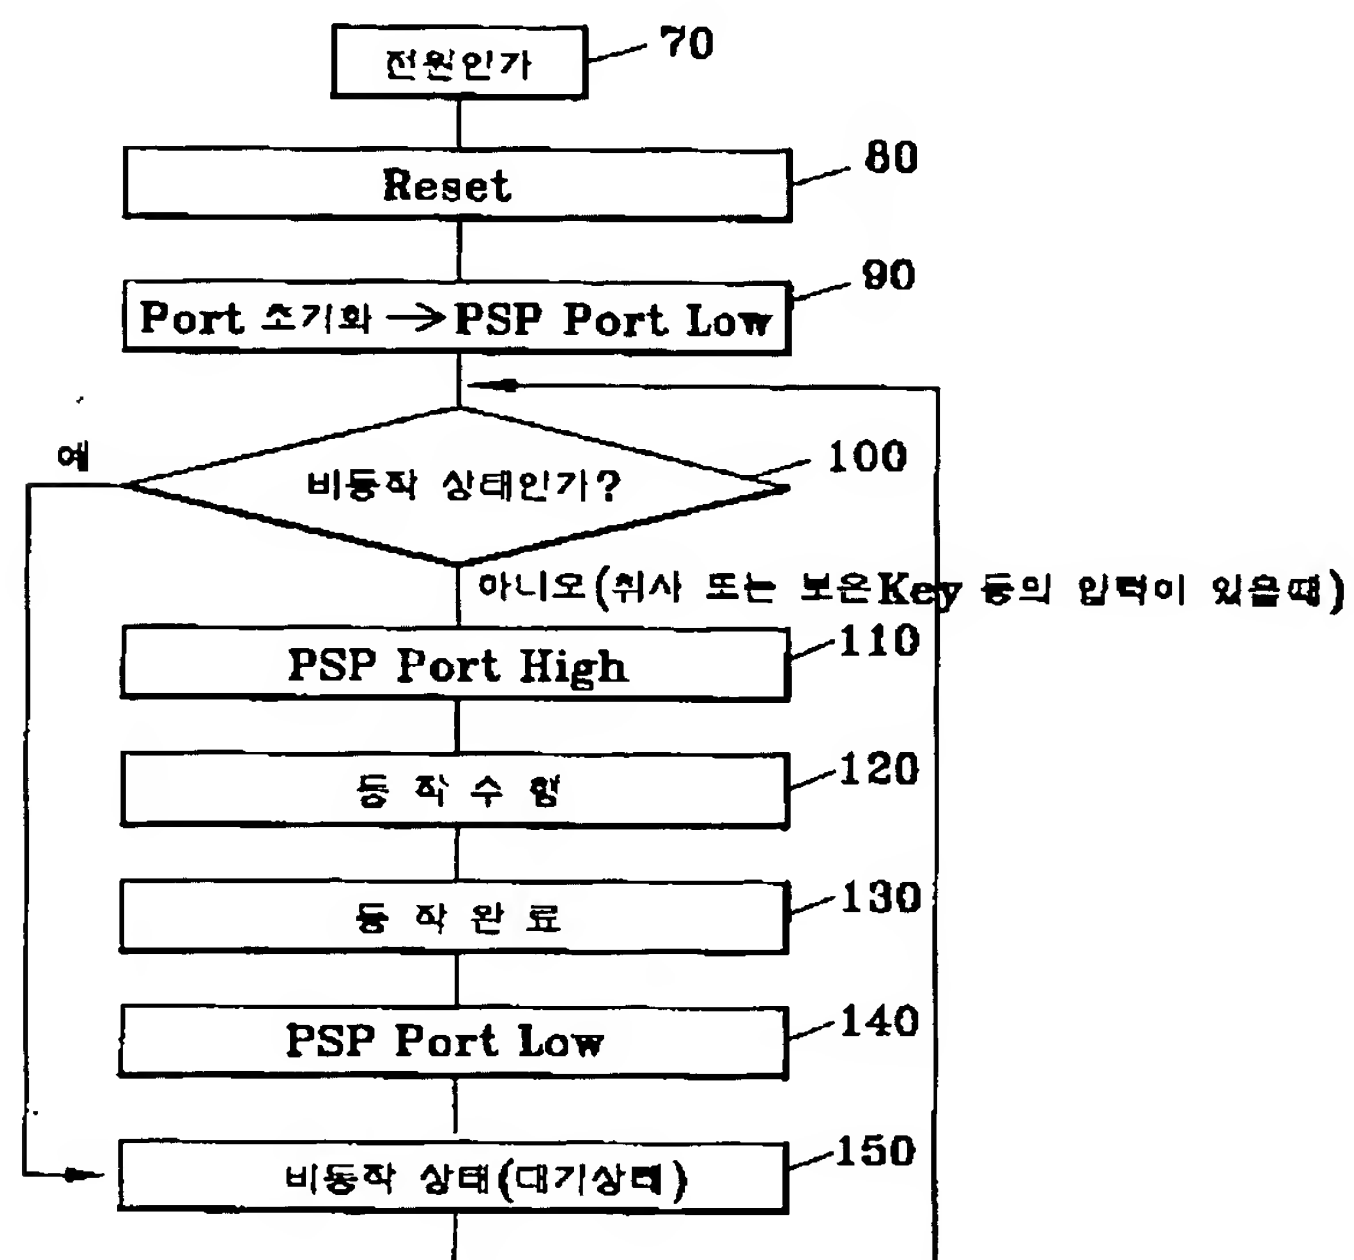 전원인가 70
Reset 80
Port 초기화 → PSP Port Low 90
예
비동작 상태인가? 100
아니오(취사 또는 보온Key 등의 입력이 있을때)
PSP Port High 110
동작수행 120
동작완료 130
PSP Port Low 140
비동작 상태(대기상태) 150